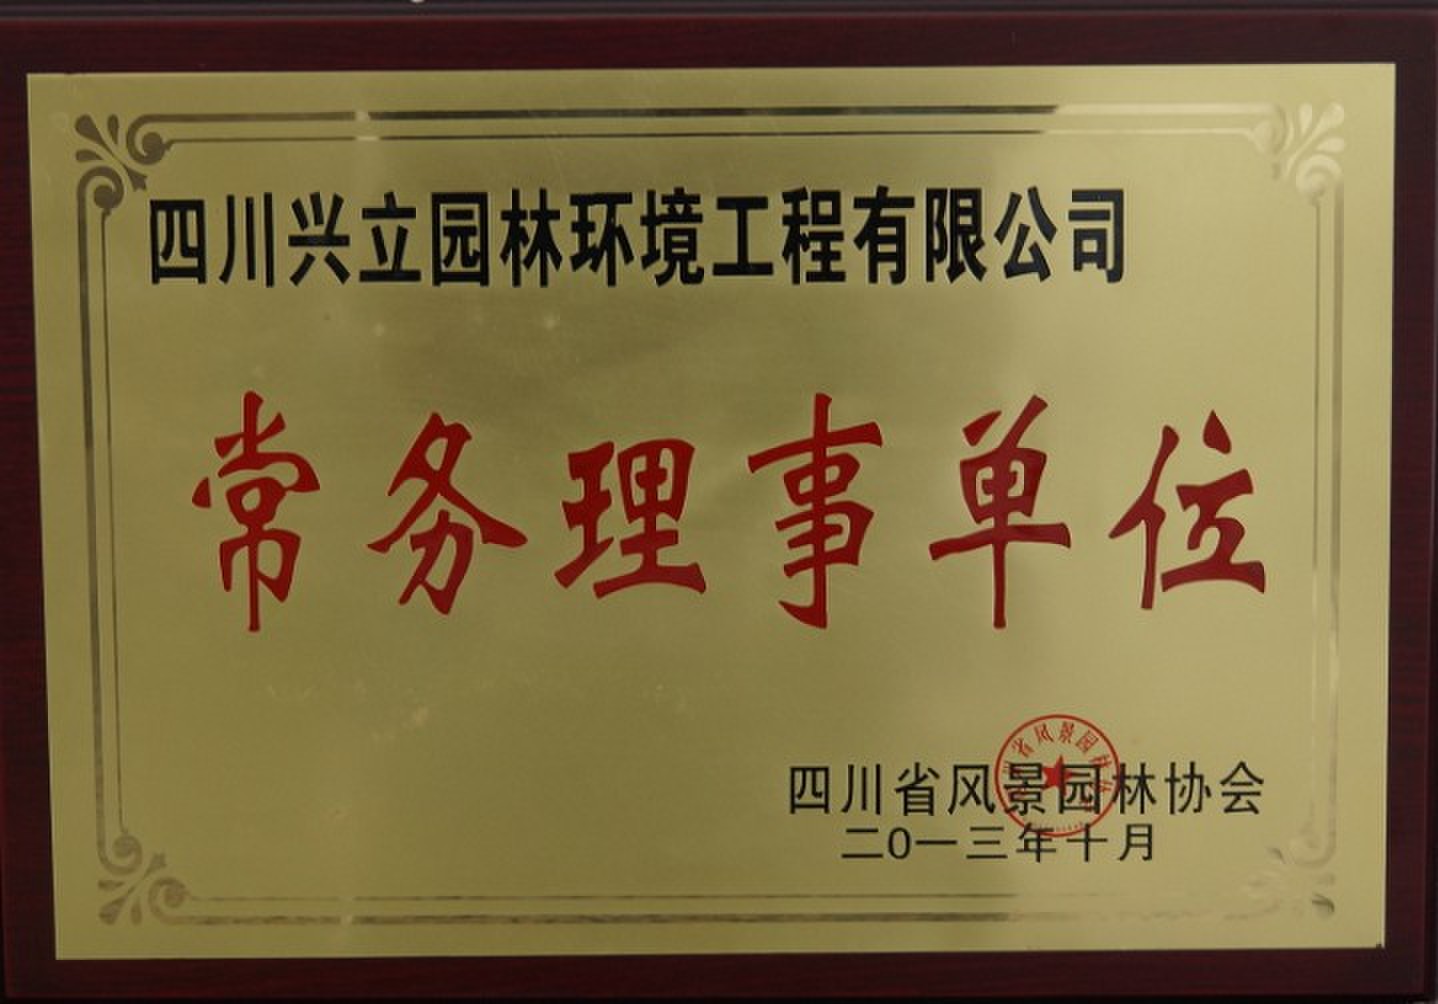 四川兴立园林环境工程有限公司
常务理事单位
四川省风景园林协会
二0一三年十月